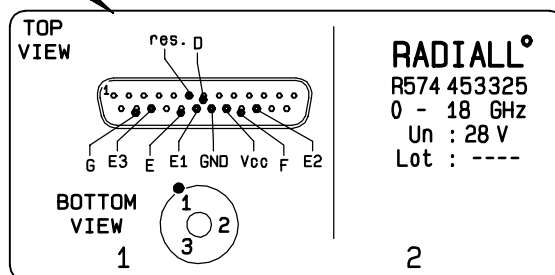 TOP
VIEW
res. D
1
G E3 E E1 GND Vcc F E2
BOTTOM
VIEW
1
2
3
1
RADIALL°
R574 453325
0 - 18 GHz
Un : 28 V
Lot : ----
2